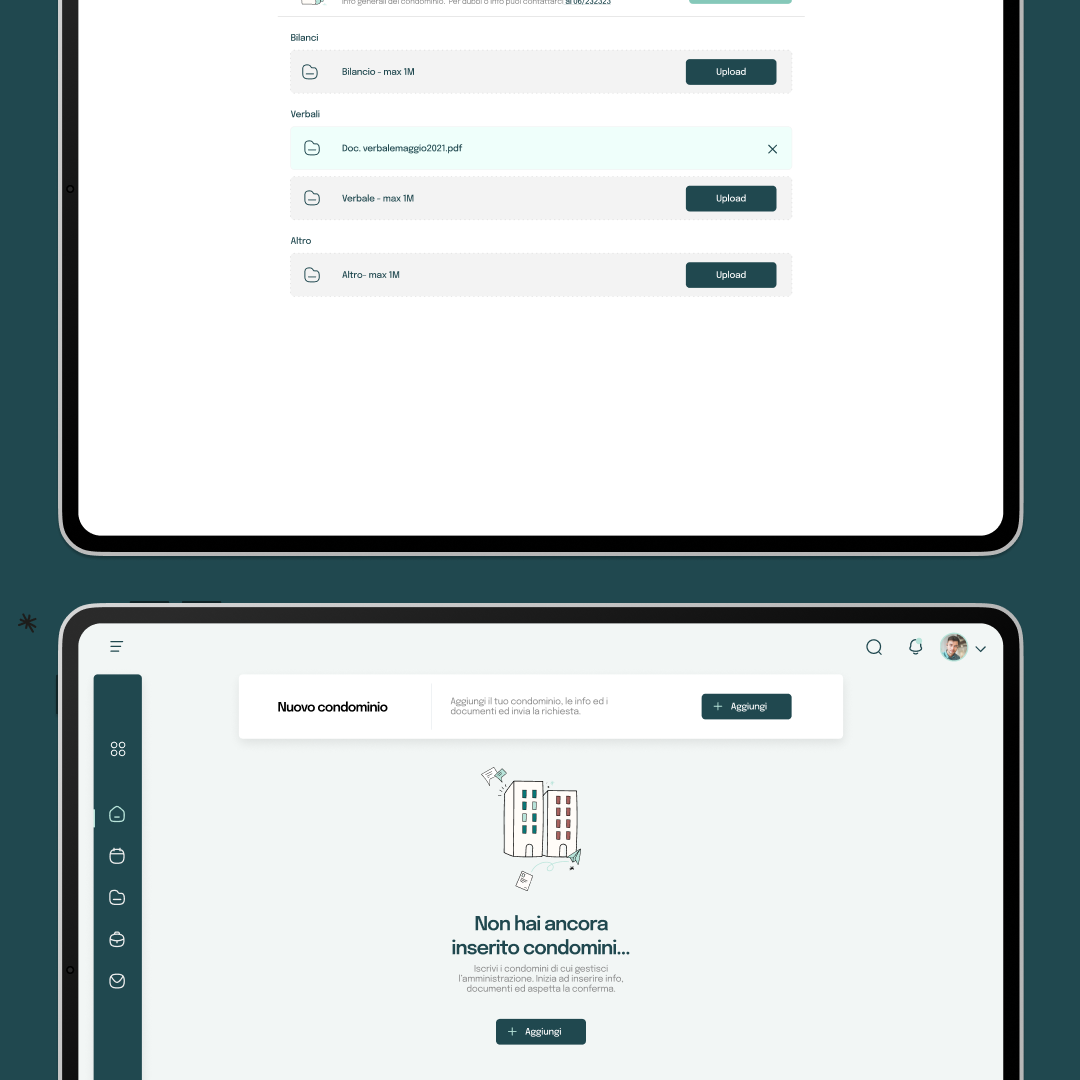 info generali del condominio. Per dubbi o info puoi contattarci al 06/232323
Bilanci
Bilancio - max 1M
Upload
Verbali
Doc. verbalemaggio2021.pdf
Verbale - max 1M
Upload
Altro
Altro- max 1M
Upload
Nuovo condominio
Aggiungi il tuo condominio, le info ed i
documenti ed invia la richiesta.
Aggiungi
Non hai ancora
inserito condomini...
Iscrivi i condomini di cui gestisci
l'amministrazione. Inizia ad inserire info,
documenti ed aspetta la conferma.
Aggiungi